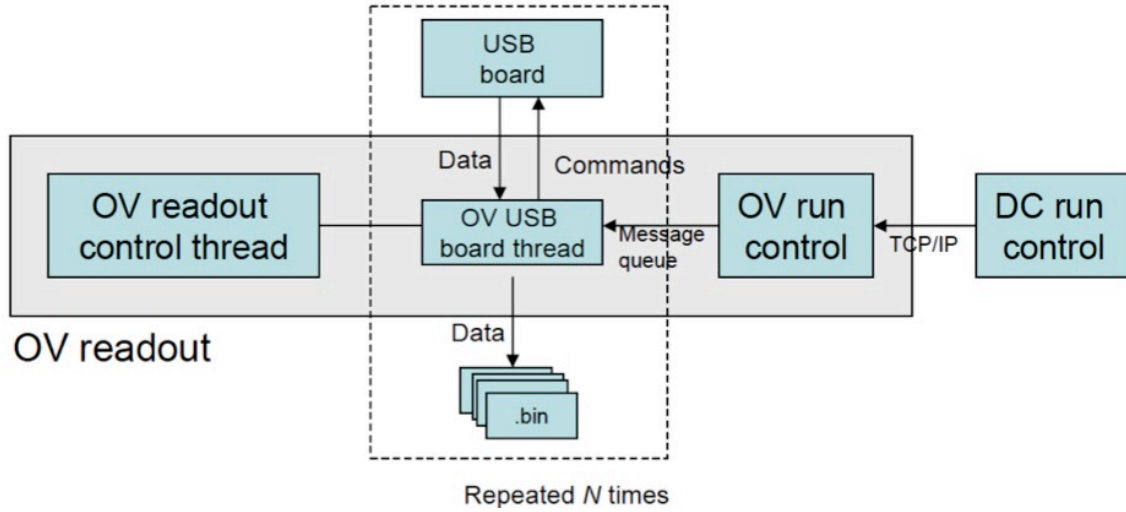 USB
board
Data
Commands
OV readout
control thread
OV USB
board thread
Message
queue
OV run
control
TCP/IP
DC run
control
OV readout
Data
.bin
Repeated N times